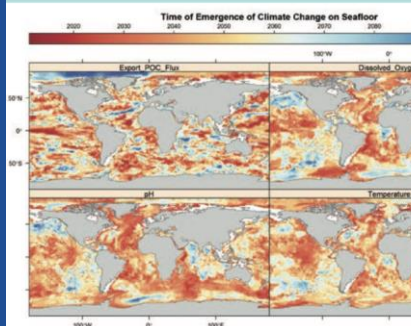 Time of Emergence of Climate Change on Seafloor
2020 2030 2040 2050 2060 2070 2080
100°W 0°
Export_POC_Flux Dissolved_Oxyg
50°N
0°
50°S
pH Temperature
100°W 0° 100°E